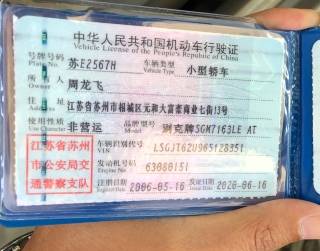 中华人民共和国机动车行驶证
Vehicle License of the People's Republic of China
号牌号码 苏E2567H 车辆类型 小型轿车
Plate No. Vehicle Type
所有人 周龙飞
Owner
住址 江苏省苏州市相城区元和大富豪商业七街13号
Address
使用性质 非营运 品牌型号 别克牌SGM7163LE AT
Use Character Model
江苏省苏州 车辆识别代号
VIN
市公安局交 发动机号码 63080151
Engine No.
通警察支队 注册日期 2006-05-16 发证日期
Register Date Issue Date